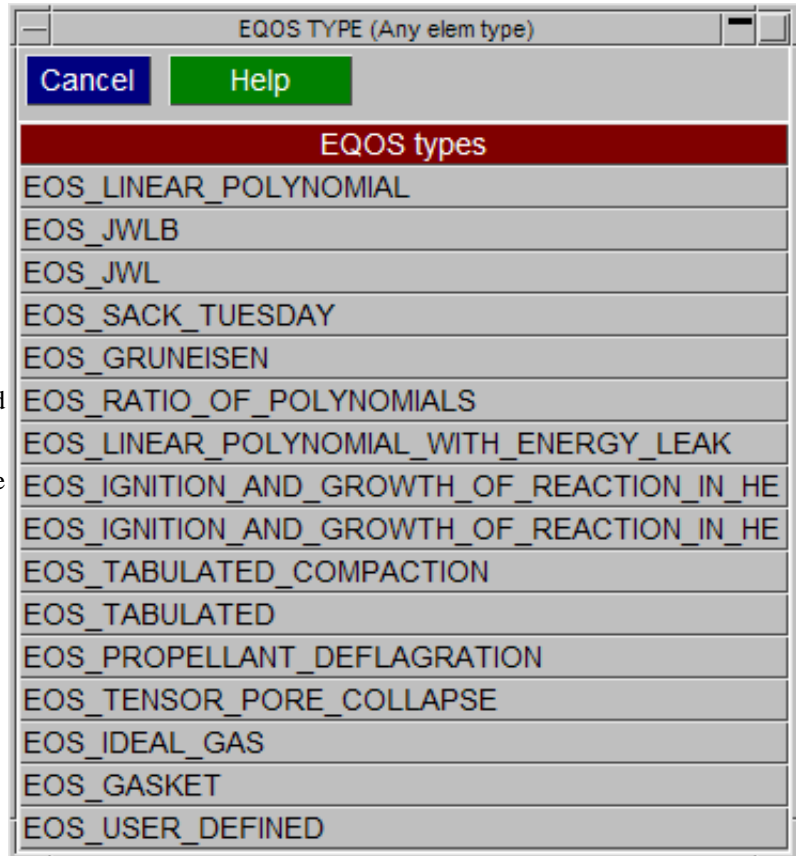 EQOS TYPE (Any elem type)
Cancel Help
EQOS types
EOS_LINEAR_POLYNOMIAL
EOS_JWLB
EOS_JWL
EOS_SACK_TUESDAY
EOS_GRUNEISEN
EOS_RATIO_OF_POLYNOMIALS
EOS_LINEAR_POLYNOMIAL_WITH_ENERGY_LEAK
EOS_IGNITION_AND_GROWTH_OF_REACTION_IN_HE
EOS_IGNITION_AND_GROWTH_OF_REACTION_IN_HE
EOS_TABULATED_COMPACTION
EOS_TABULATED
EOS_PROPELLANT_DEFLAGRATION
EOS_TENSOR_PORE_COLLAPSE
EOS_IDEAL_GAS
EOS_GASKET
EOS_USER_DEFINED